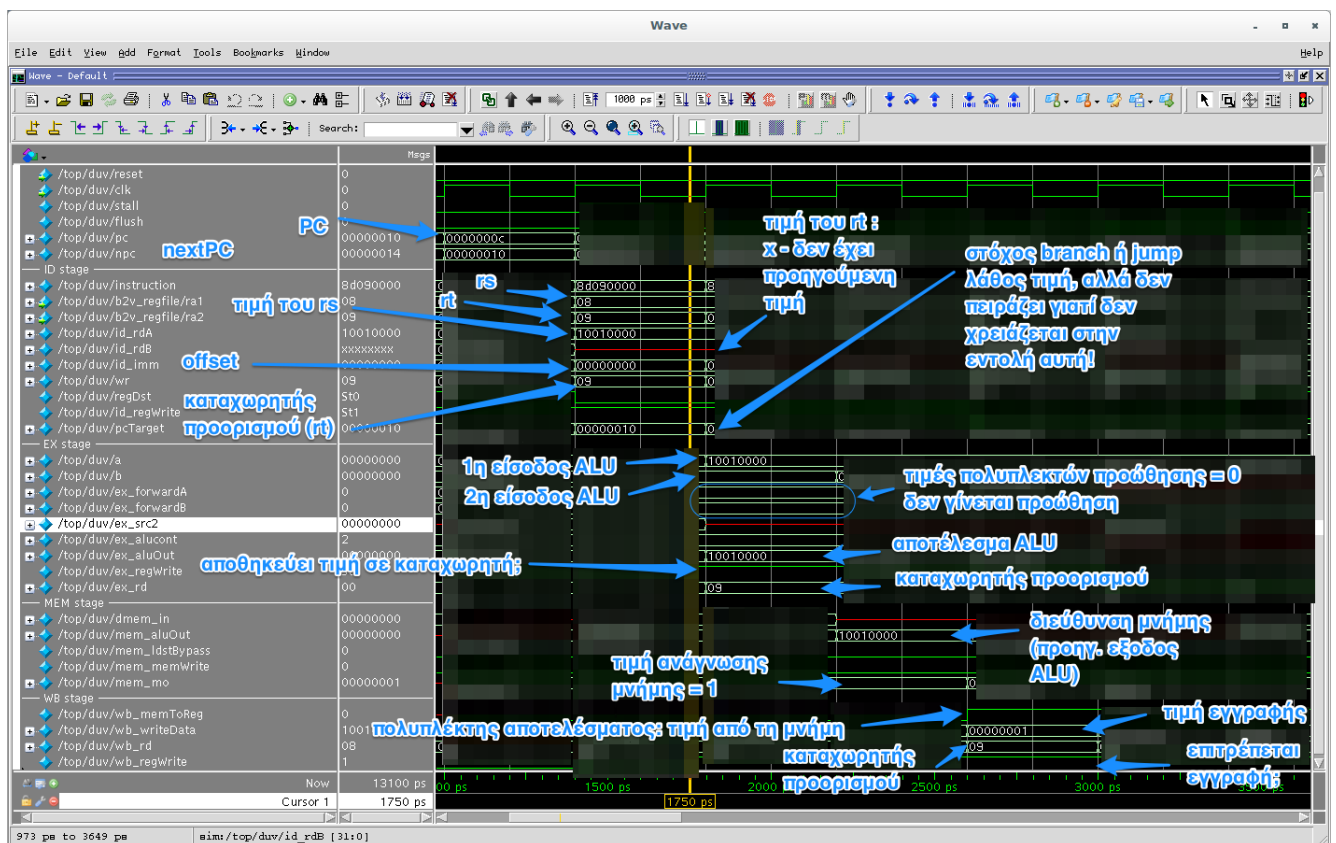 Wave
File Edit View Add Format Tools Bookmarks Window Help
Wave - Default
1000 ps
Search:
Msgs
/top/duv/reset 0
/top/duv/clk 0
/top/duv/stall 0
/top/duv/flush
/top/duv/pc 00000010 0000000c
/top/duv/npc 00000014 00000010
PC
nextPC
ID stage
/top/duv/instruction 8d090000 8d090000
/top/duv/b2v_regfile/ra1 08 08
/top/duv/b2v_regfile/ra2 09 09
/top/duv/id_rdA 10010000 10010000
/top/duv/id_rdB xxxxxxxx
/top/duv/id_imm 00000000 00000000
/top/duv/wr 09 09
/top/duv/regDst St0
/top/duv/id_regWrite St1
/top/duv/pcTarget 00000010 00000010
rs
rt
τιμή του rs
offset
καταχωρητής
προορισμού (rt)
τιμή του rt :
x - δεν έχει
προηγούμενη
τιμή
στόχος branch ή jump
λάθος τιμή, αλλά δεν
πειράζει γιατί δεν
χρειάζεται στην
εντολή αυτή!
EX stage
/top/duv/a 00000000 10010000
/top/duv/b 00000000
/top/duv/ex_forwardA 0
/top/duv/ex_forwardB 0
/top/duv/ex_src2 00000000
/top/duv/ex_alucont 2
/top/duv/ex_aluOut 00000000 10010000
/top/duv/ex_regWrite
/top/duv/ex_rd 00 09
1η είσοδος ALU
2η είσοδος ALU
τιμές πολυπλεκτών προώθησης = 0
δεν γίνεται προώθηση
αποτέλεσμα ALU
αποθηκεύει τιμή σε καταχωρητή;
καταχωρητής προορισμού
MEM stage
/top/duv/dmem_in 00000000
/top/duv/mem_aluOut 00000000 10010000
/top/duv/mem_ldstBypass 0
/top/duv/mem_memWrite 0
/top/duv/mem_mo 00000001
διεύθυνση μνήμης
(προηγ. εξοδος
ALU)
τιμή ανάγνωσης
μνήμης = 1
WB stage
/top/duv/wb_memToReg 0
/top/duv/wb_writeData 00000001
/top/duv/wb_rd 08 09
/top/duv/wb_regWrite 1
πολυπλέκτης αποτελέσματος: τιμή από τη μνήμη
τιμή εγγραφής
καταχωρητής
προορισμού
επιτρέπεται
εγγραφή;
Now 13100 ps
1500 ps 2000 2500 ps 3000 ps
Cursor 1 1750 ps 1750 ps
973 ps to 3649 ps sim:/top/duv/id_rdB [31:0]